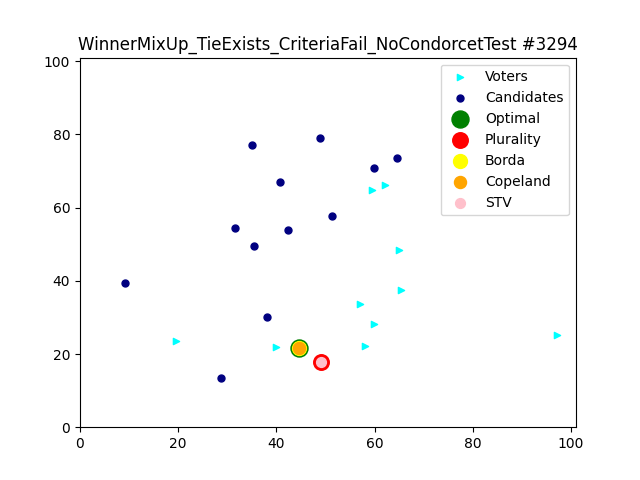 WinnerMixUp_TieExists_CriteriaFail_NoCondorcetTest #3294
100
80
60
40
20
0
Voters
Candidates
Optimal
Plurality
Borda
Copeland
STV
0 20 40 60 80 100